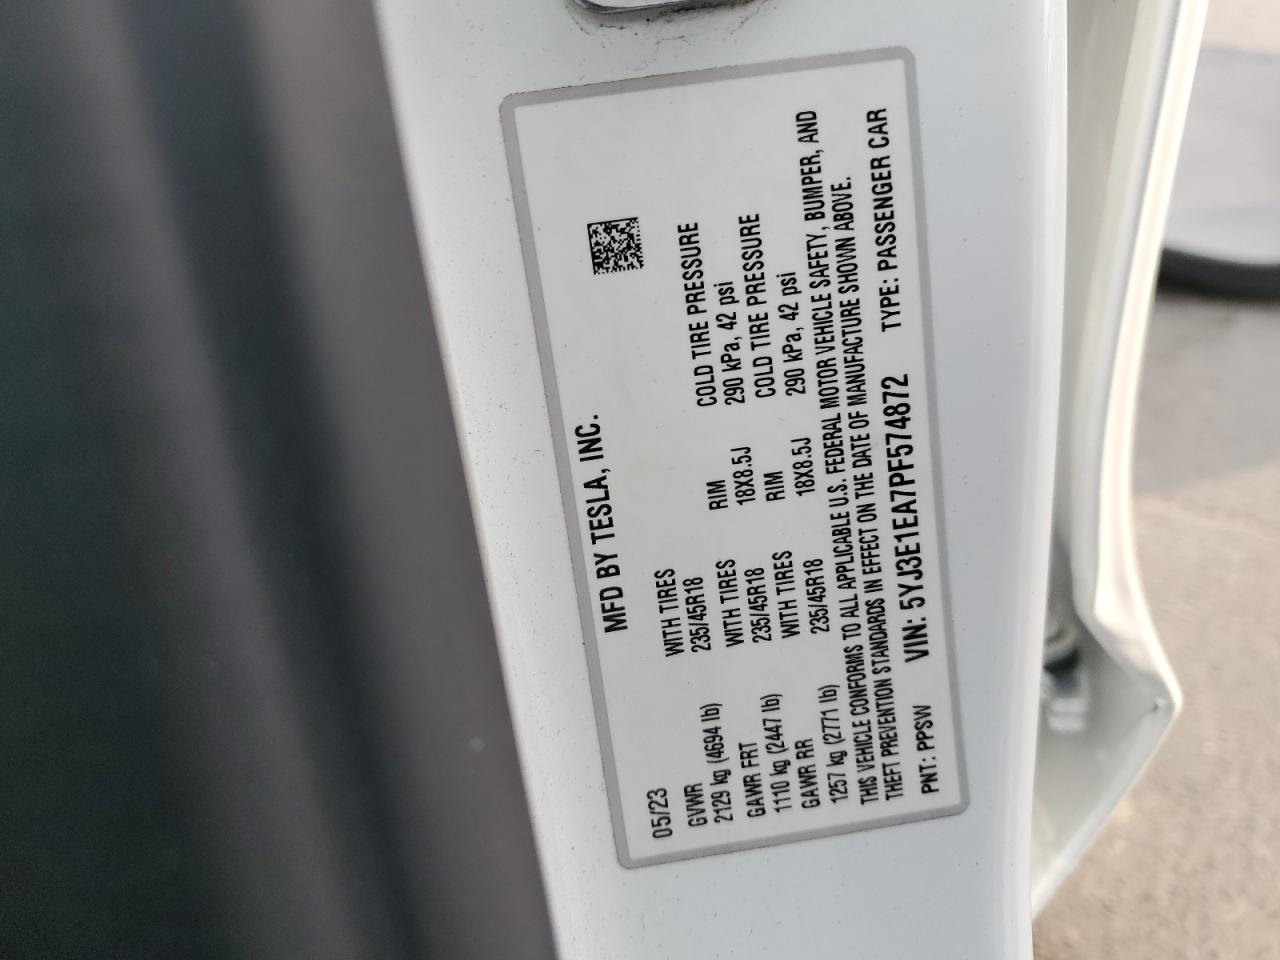 MFD BY TESLA, INC.
05/23
GVWR WITH TIRES RIM COLD TIRE PRESSURE
2129 kg (4694 lb) 235/45R18 18X8.5J 290 kPa, 42 psi
GAWR FRT WITH TIRES RIM COLD TIRE PRESSURE
1110 kg (2447 lb) 235/45R18 18X8.5J 290 kPa, 42 psi
GAWR RR WITH TIRES
1257 kg (2771 lb) 235/45R18
THIS VEHICLE CONFORMS TO ALL APPLICABLE U.S. FEDERAL MOTOR VEHICLE SAFETY, BUMPER, AND
THEFT PREVENTION STANDARDS IN EFFECT ON THE DATE OF MANUFACTURE SHOWN ABOVE.
PNT: PPSW VIN: 5YJ3E1EA7PF574872 TYPE: PASSENGER CAR